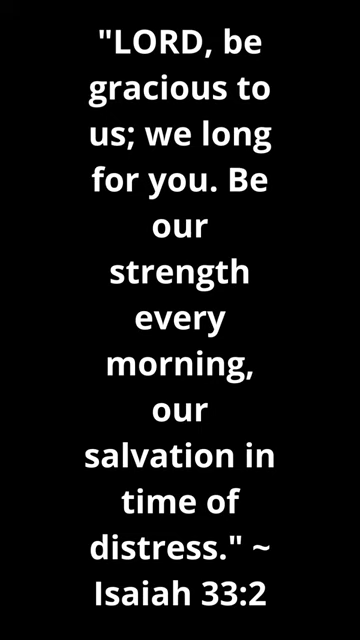 "LORD, be
gracious to
us; we long
for you. Be
our
strength
every
morning,
our
salvation in
time of
distress." ~
Isaiah 33:2